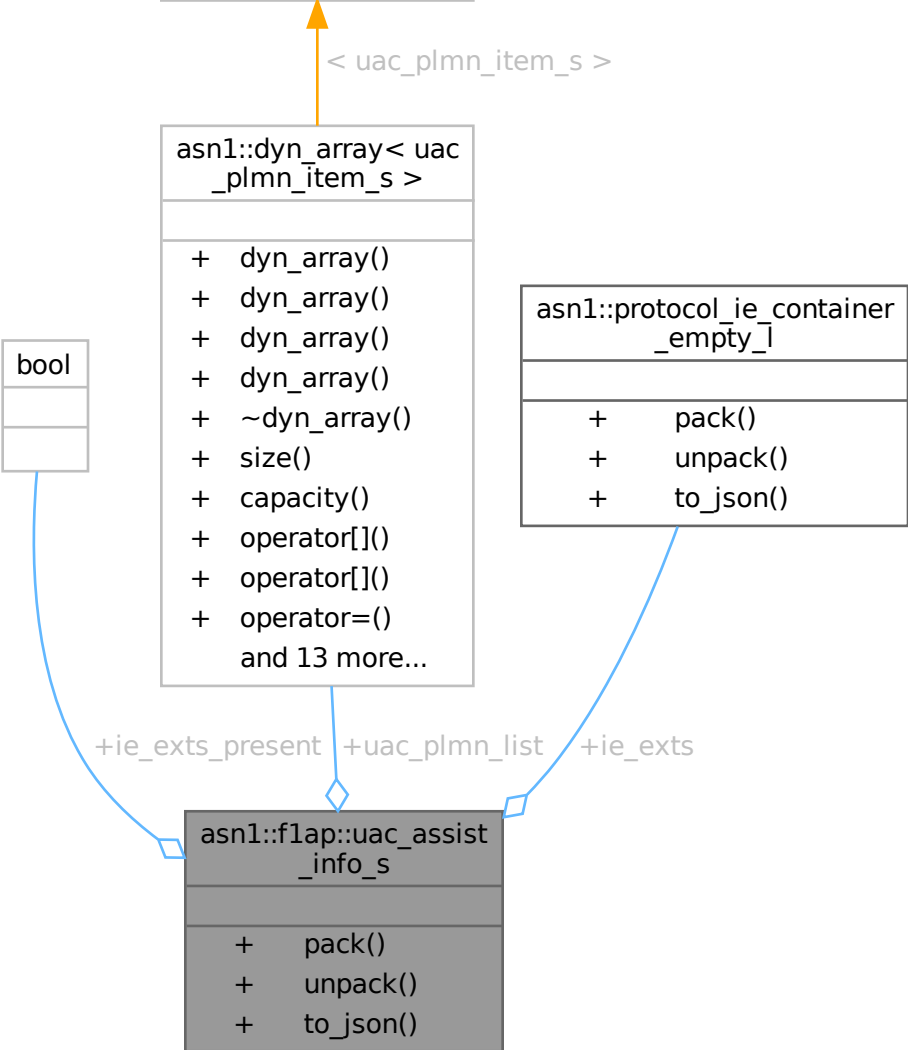 < uac_plmn_item_s >
asn1::dyn_array< uac
_plmn_item_s >
+ dyn_array()
+ dyn_array()
+ dyn_array()
+ dyn_array()
+ ~dyn_array()
+ size()
+ capacity()
+ operator[]()
+ operator[]()
+ operator=()
and 13 more...
asn1::protocol_ie_container
_empty_l
+ pack()
+ unpack()
+ to_json()
bool
+ie_exts_present
+uac_plmn_list
+ie_exts
asn1::f1ap::uac_assist
_info_s
+ pack()
+ unpack()
+ to_json()